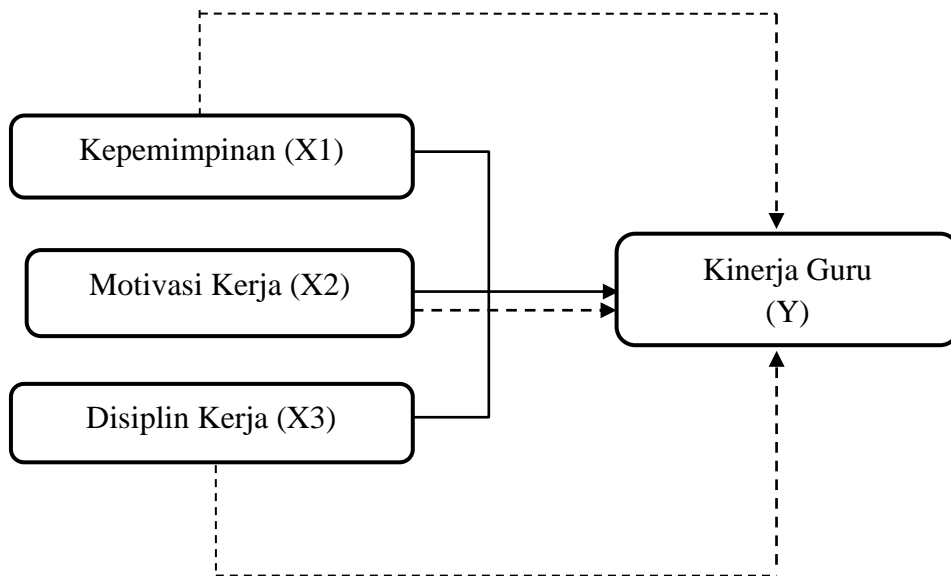 Kepemimpinan (X1)
Motivasi Kerja (X2)
Kinerja Guru
(Y)
Disiplin Kerja (X3)